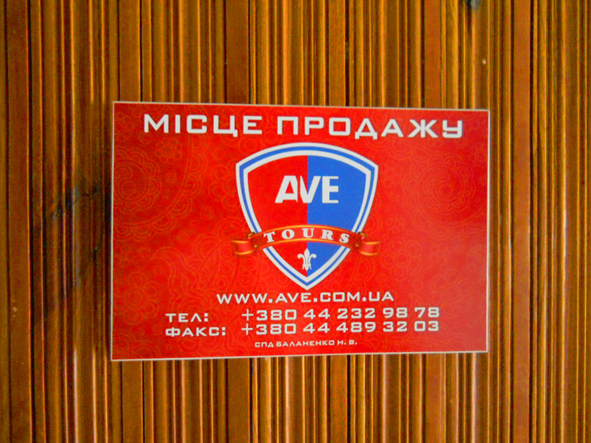 МІСЦЕ ПРОДАЖУ
AVE
TOURS
WWW.AVE.COM.UA
ТЕЛ: +380 44 232 98 78
ФАКС: +380 44 489 32 03
СПД БАЛАНЕНКО Н. В.